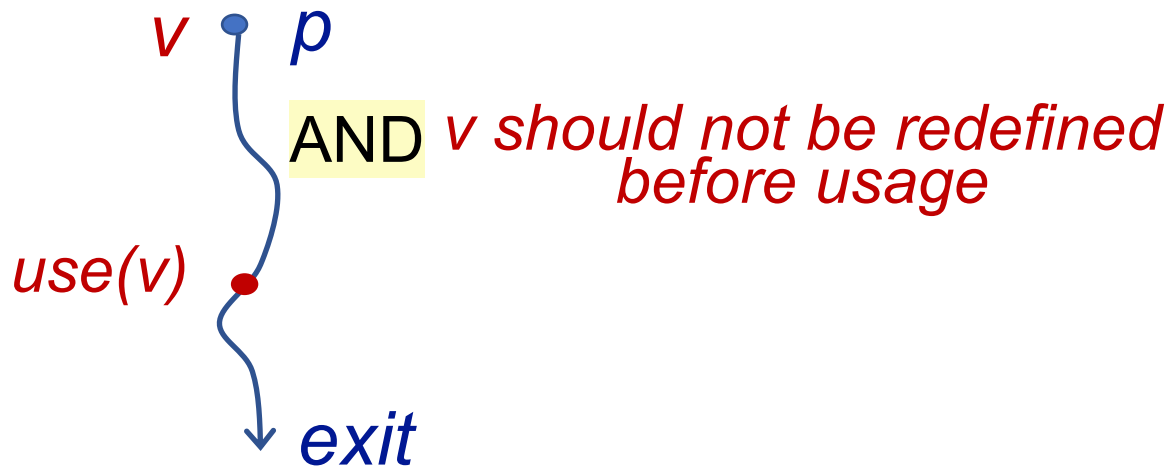 v p
AND v should not be redefined
before usage
use(v)
exit